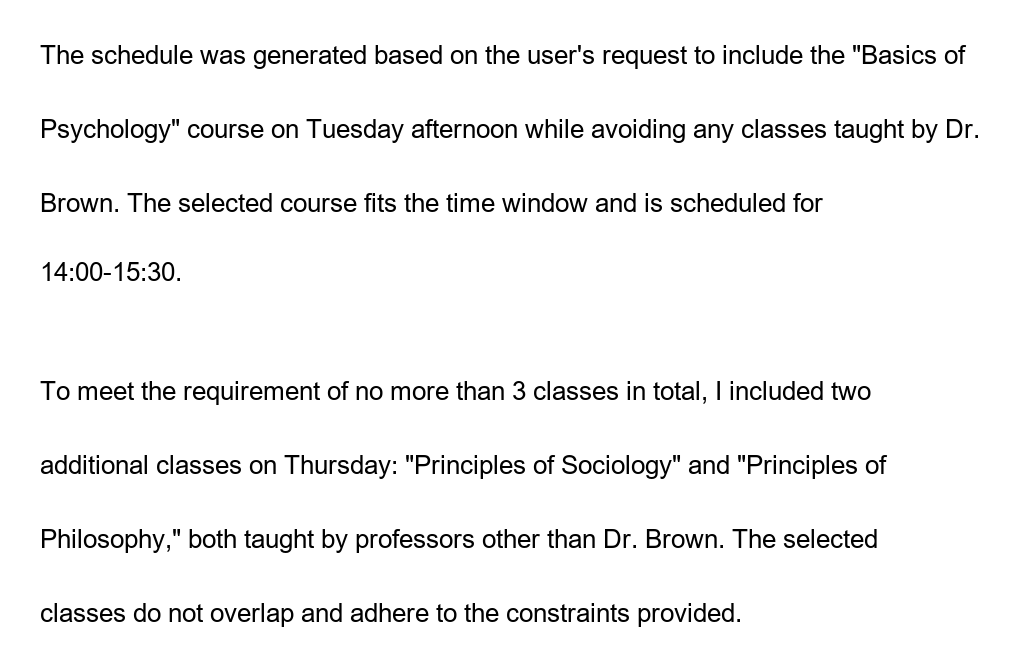 The schedule was generated based on the user's request to include the "Basics of
Psychology" course on Tuesday afternoon while avoiding any classes taught by Dr.
Brown. The selected course fits the time window and is scheduled for
14:00-15:30.
To meet the requirement of no more than 3 classes in total, I included two
additional classes on Thursday: "Principles of Sociology" and "Principles of
Philosophy," both taught by professors other than Dr. Brown. The selected
classes do not overlap and adhere to the constraints provided.